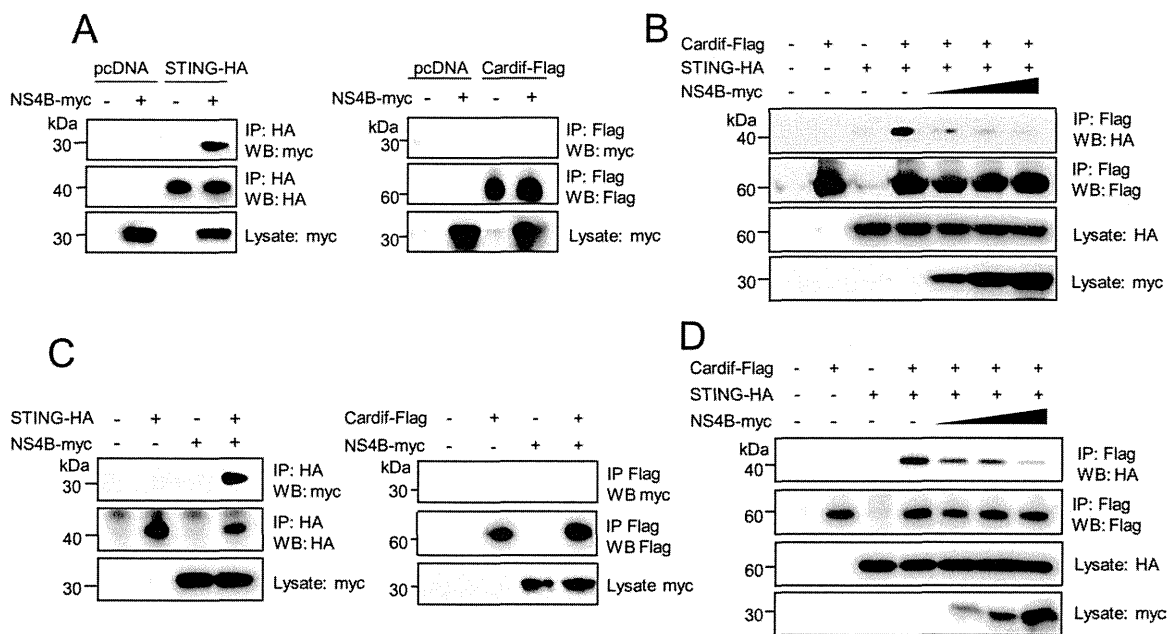 A
pcDNA STING-HA
NS4B-myc - + - +
kDa
30 IP: HA
WB: myc
40 IP: HA
WB: HA
30 Lysate: myc
pcDNA Cardif-Flag
NS4B-myc - + - +
kDa
30 IP: Flag
WB: myc
60 IP: Flag
WB: Flag
30 Lysate: myc
B
Cardif-Flag - + - + + + +
STING-HA - - + + + + +
NS4B-myc - - - -
kDa
40 IP: Flag
WB: HA
60 IP: Flag
WB: Flag
60 Lysate: HA
30 Lysate: myc
C
STING-HA - + - +
NS4B-myc - - + +
kDa
30 IP: HA
WB: myc
40 IP: HA
WB: HA
30 Lysate: myc
Cardif-Flag - + - +
NS4B-myc - - + +
kDa
30 IP Flag
WB myc
60 IP Flag
WB Flag
30 Lysate myc
D
Cardif-Flag - + - + + + +
STING-HA - - + + + + +
NS4B-myc - - - -
kDa
40 IP: Flag
WB: HA
60 IP: Flag
WB: Flag
60 Lysate: HA
30 Lysate: myc